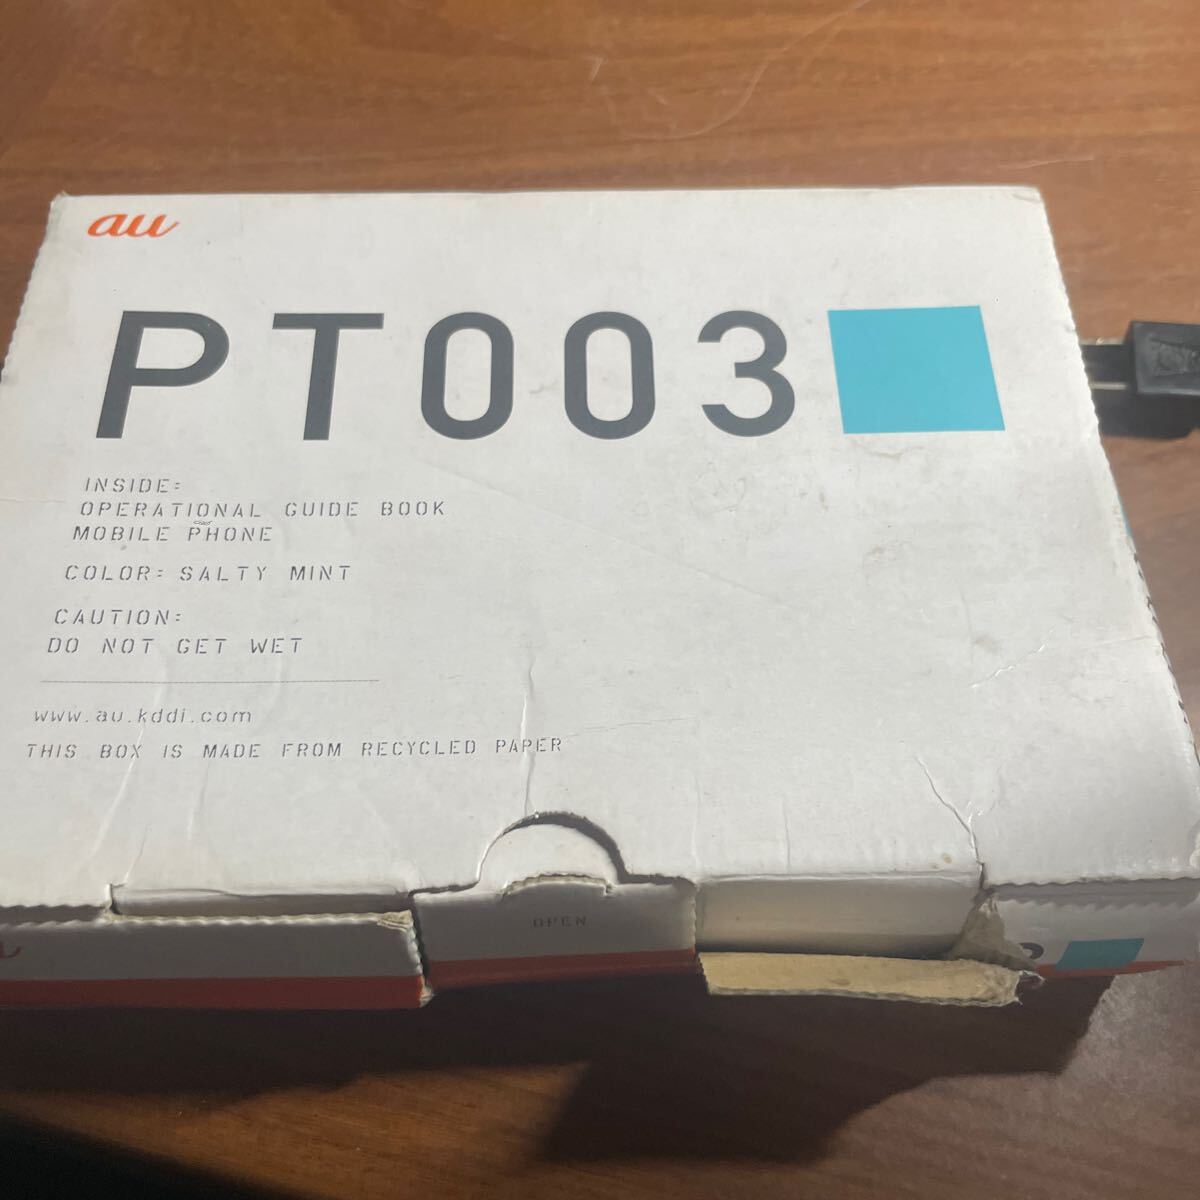 au
PT003
INSIDE:
OPERATIONAL GUIDE BOOK
MOBILE PHONE
COLOR: SALTY MINT
CAUTION:
DO NOT GET WET
www.au.kddi.com
THIS BOX IS MADE FROM RECYCLED PAPER
OPEN